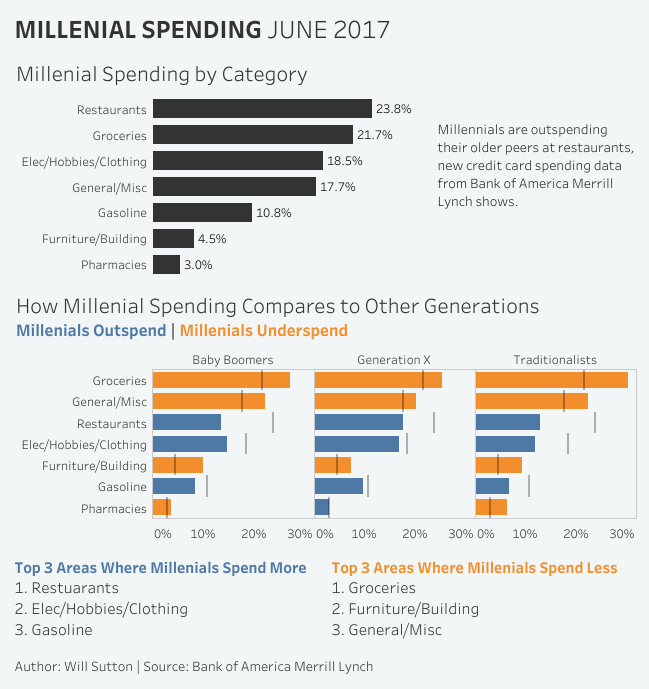 MILLENIAL SPENDING JUNE 2017
Millenial Spending by Category
Restaurants 23.8%
Groceries 21.7%
Elec/Hobbies/Clothing 18.5%
General/Misc 17.7%
Gasoline 10.8%
Furniture/Building 4.5%
Pharmacies 3.0%
Millennials are outspending
their older peers at restaurants,
new credit card spending data
from Bank of America Merrill
Lynch shows.
How Millenial Spending Compares to Other Generations
Millenials Outspend | Millenials Underspend
Baby Boomers Generation X Traditionalists
Groceries
General/Misc
Restaurants
Elec/Hobbies/Clothing
Furniture/Building
Gasoline
Pharmacies
0% 10% 20% 30% 0% 10% 20% 30% 0% 10% 20% 30%
Top 3 Areas Where Millenials Spend More
1. Restuarants
2. Elec/Hobbies/Clothing
3. Gasoline
Top 3 Areas Where Millenials Spend Less
1. Groceries
2. Furniture/Building
3. General/Misc
Author: Will Sutton | Source: Bank of America Merrill Lynch